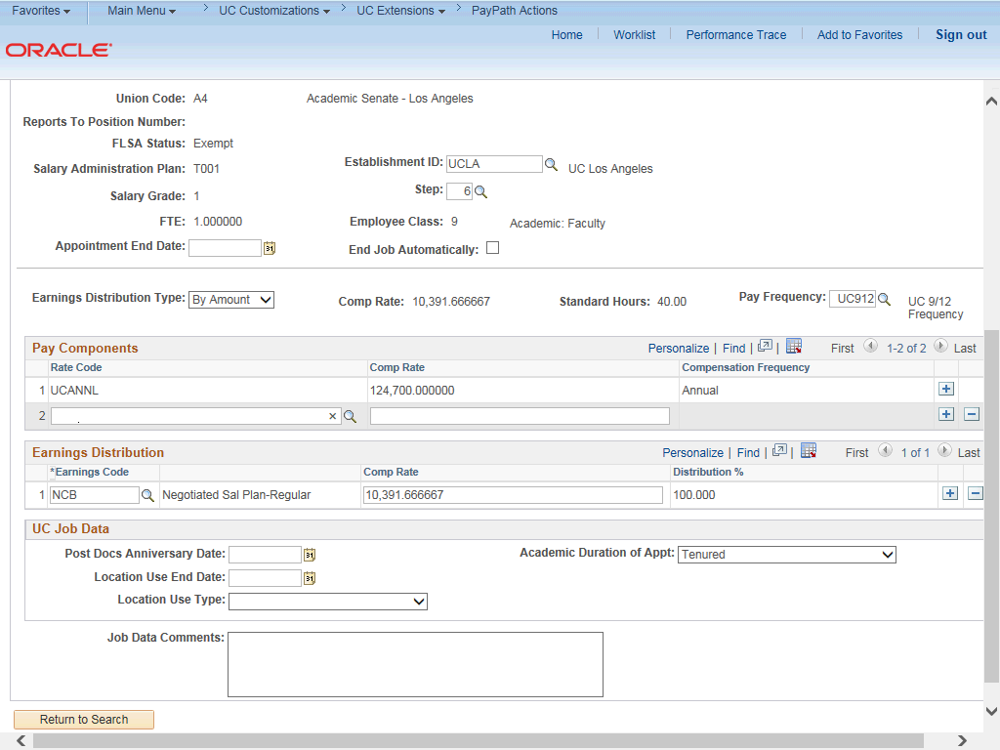 Favorites Main Menu > UC Customizations > UC Extensions > PayPath Actions
Home Worklist Performance Trace Add to Favorites Sign out
ORACLE
Union Code: A4 Academic Senate - Los Angeles
Reports To Position Number:
FLSA Status: Exempt
Establishment ID: UCLA UC Los Angeles
Salary Administration Plan: T001
Step: 6
Salary Grade: 1
FTE: 1.000000 Employee Class: 9 Academic: Faculty
Appointment End Date: 31 End Job Automatically:
Earnings Distribution Type: By Amount Comp Rate: 10,391.666667 Standard Hours: 40.00 Pay Frequency: UC912 UC 9/12
Frequency
Pay Components Personalize | Find | | First 1-2 of 2 Last
Rate Code Comp Rate Compensation Frequency
1 UCANNL 124,700.000000 Annual +
2 . × + −
Earnings Distribution Personalize | Find | | First 1 of 1 Last
*Earnings Code Comp Rate Distribution %
1 NCB Negotiated Sal Plan-Regular 10,391.666667 100.000 + −
UC Job Data
Post Docs Anniversary Date: 31 Academic Duration of Appt: Tenured
Location Use End Date: 31
Location Use Type:
Job Data Comments:
Return to Search